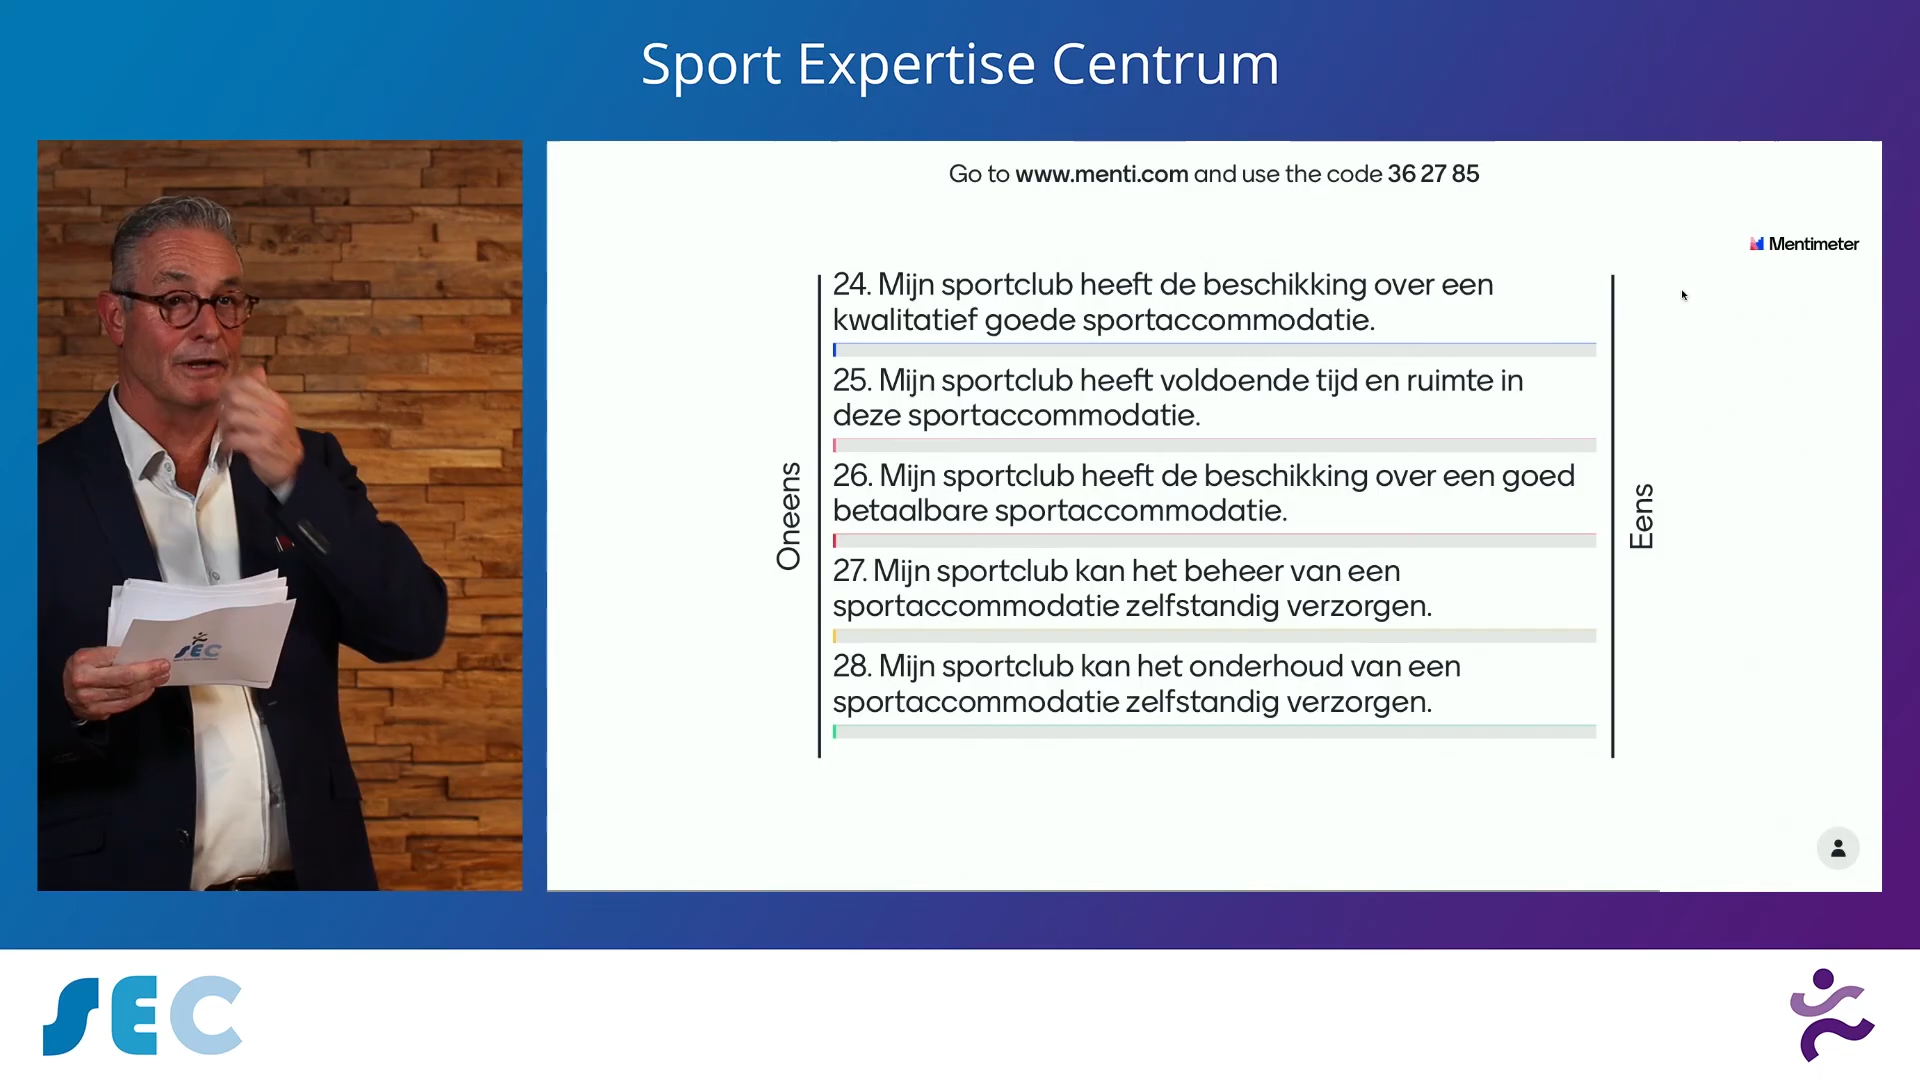 Sport Expertise Centrum
Go to www.menti.com and use the code 36 27 85
Mentimeter
24. Mijn sportclub heeft de beschikking over een
kwalitatief goede sportaccommodatie.
25. Mijn sportclub heeft voldoende tijd en ruimte in
deze sportaccommodatie.
26. Mijn sportclub heeft de beschikking over een goed
betaalbare sportaccommodatie.
27. Mijn sportclub kan het beheer van een
sportaccommodatie zelfstandig verzorgen.
28. Mijn sportclub kan het onderhoud van een
sportaccommodatie zelfstandig verzorgen.
Oneens
Eens
SEC
SEC